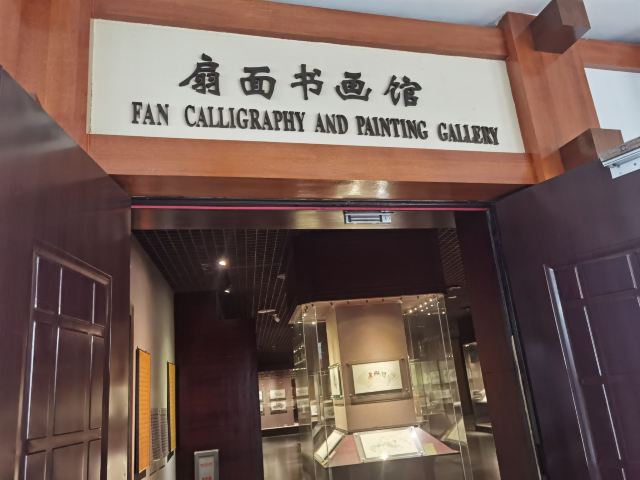 扇面书画馆
FAN CALLIGRAPHY AND PAINTING GALLERY